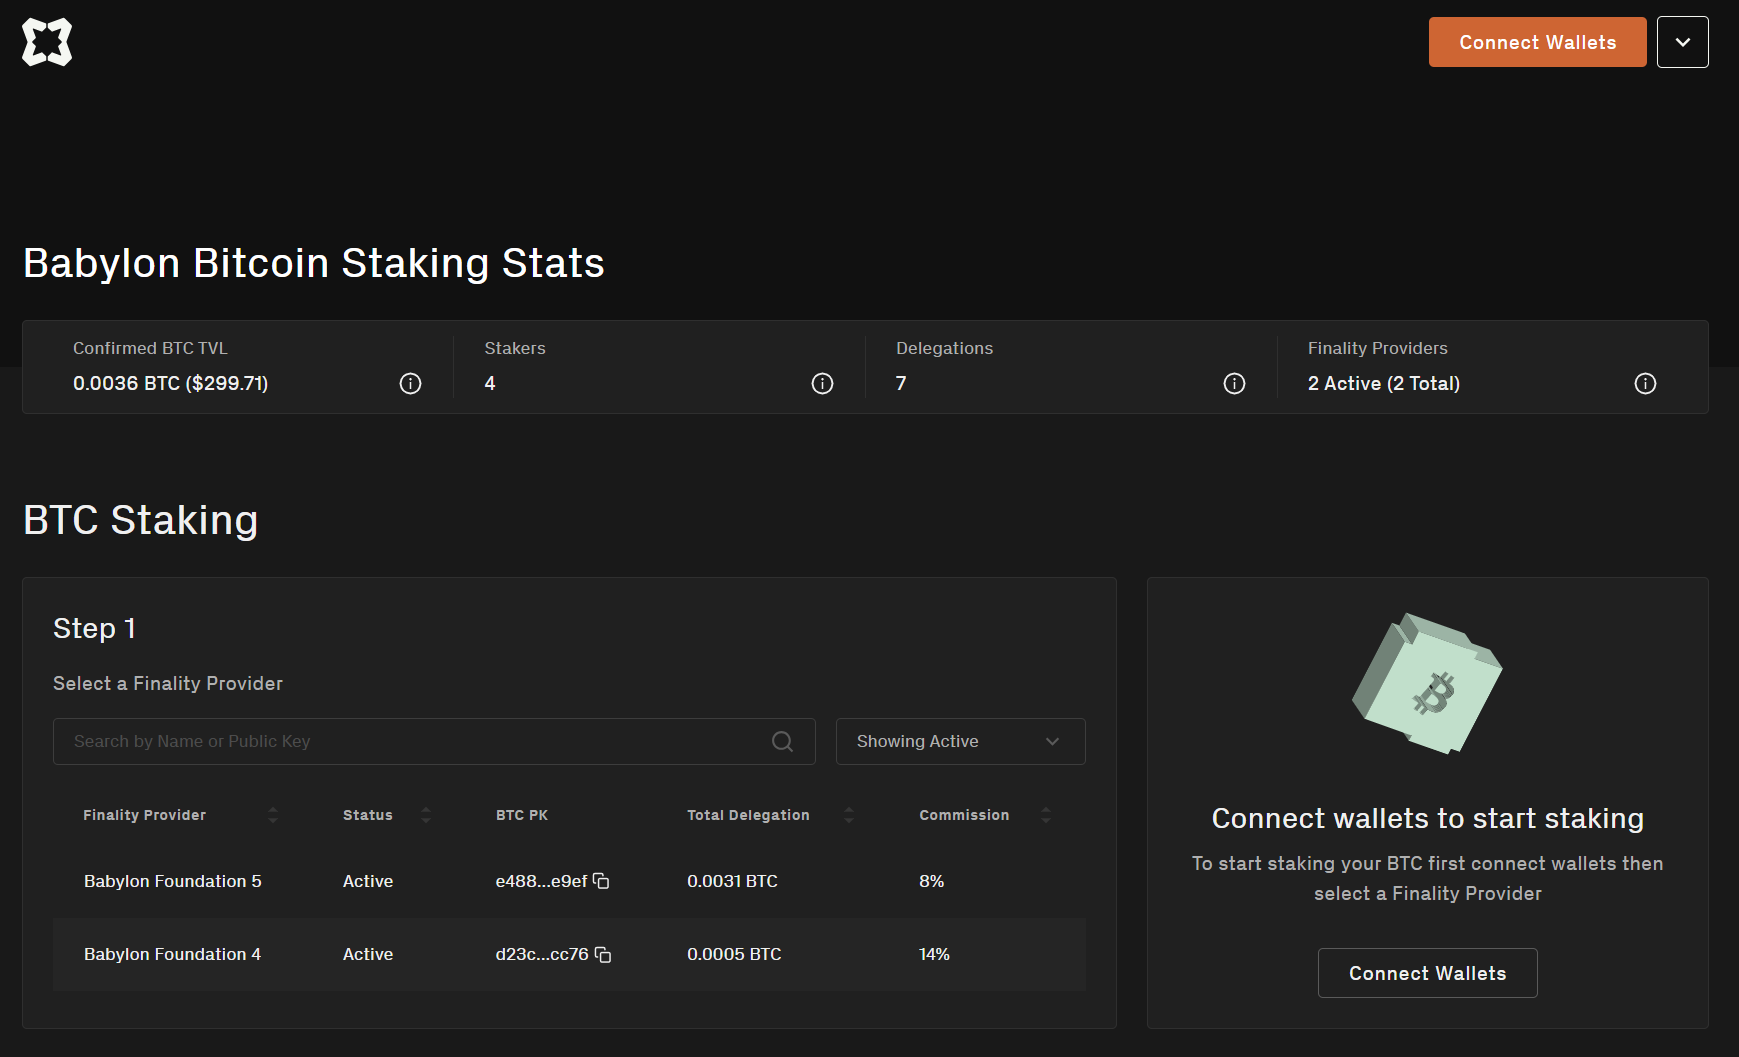 Connect Wallets
Babylon Bitcoin Staking Stats
Confirmed BTC TVL
0.0036 BTC ($299.71)
Stakers
4
Delegations
7
Finality Providers
2 Active (2 Total)
BTC Staking
Step 1
Select a Finality Provider
Search by Name or Public Key
Showing Active
Finality Provider Status BTC PK Total Delegation Commission
Babylon Foundation 5 Active e488...e9ef 0.0031 BTC 8%
Babylon Foundation 4 Active d23c...cc76 0.0005 BTC 14%
Connect wallets to start staking
To start staking your BTC first connect wallets then
select a Finality Provider
Connect Wallets